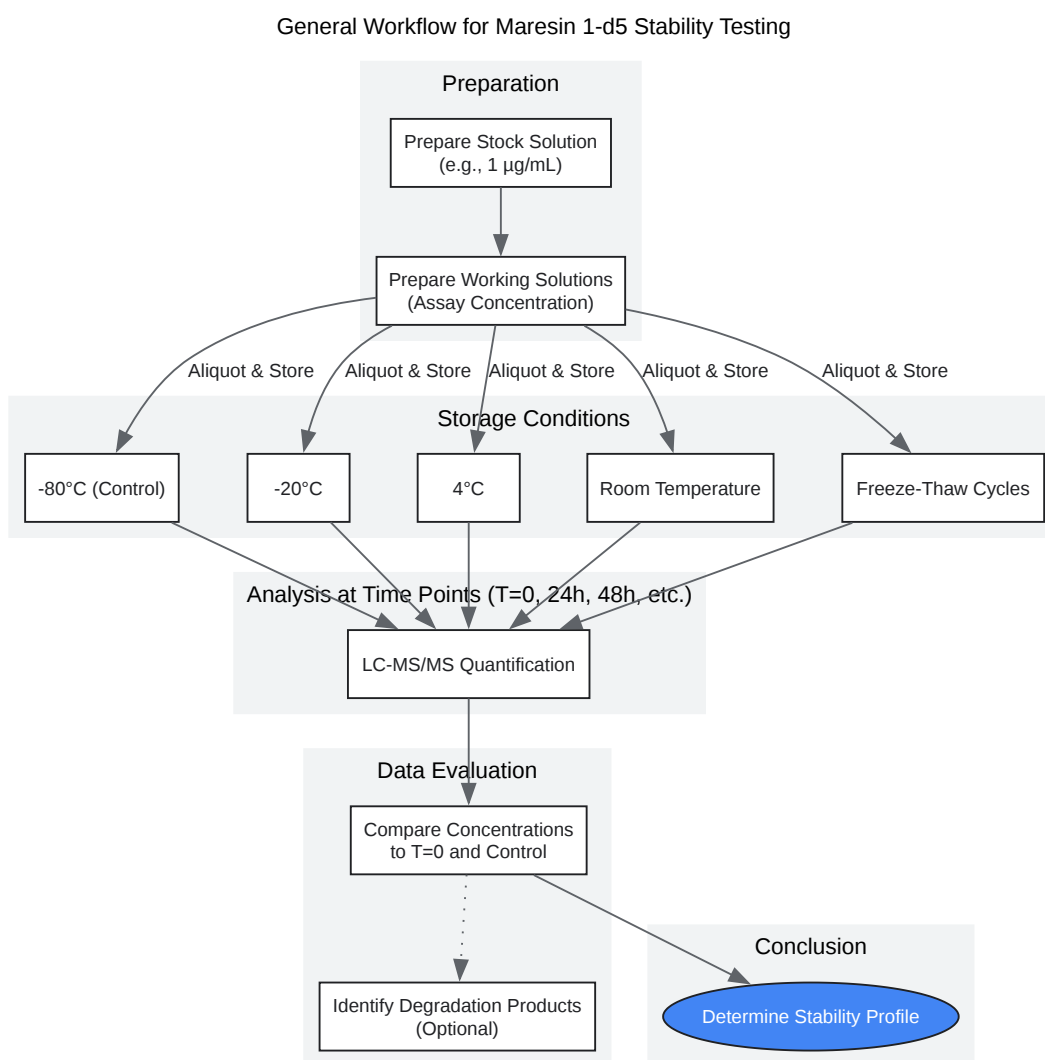 General Workflow for Maresin 1-d5 Stability Testing
Preparation
Prepare Stock Solution
(e.g., 1 µg/mL)
Prepare Working Solutions
(Assay Concentration)
Aliquot & Store
Aliquot & Store
Aliquot & Store
Aliquot & Store
Aliquot & Store
Storage Conditions
-80°C (Control)
-20°C
4°C
Room Temperature
Freeze-Thaw Cycles
Analysis at Time Points (T=0, 24h, 48h, etc.)
LC-MS/MS Quantification
Data Evaluation
Compare Concentrations
to T=0 and Control
Conclusion
Identify Degradation Products
(Optional)
Determine Stability Profile